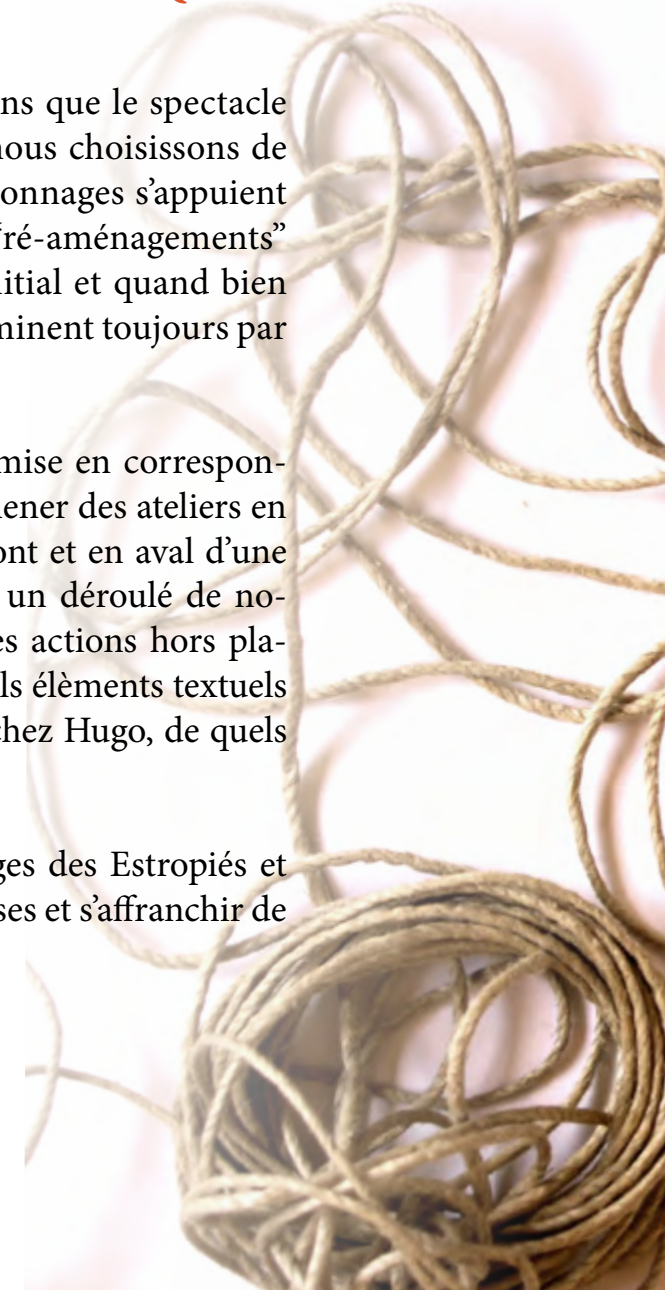 ns que le spectacle
nous choisissons de
onnages s’appuient
ré-aménagements”
nitial et quand bien
minent toujours par
mise en correspon-
ener des ateliers en
ont et en aval d’une
un déroulé de no-
es actions hors pla-
ls élèments textuels
chez Hugo, de quels
ges des Estropiés et
ses et s’affranchir de